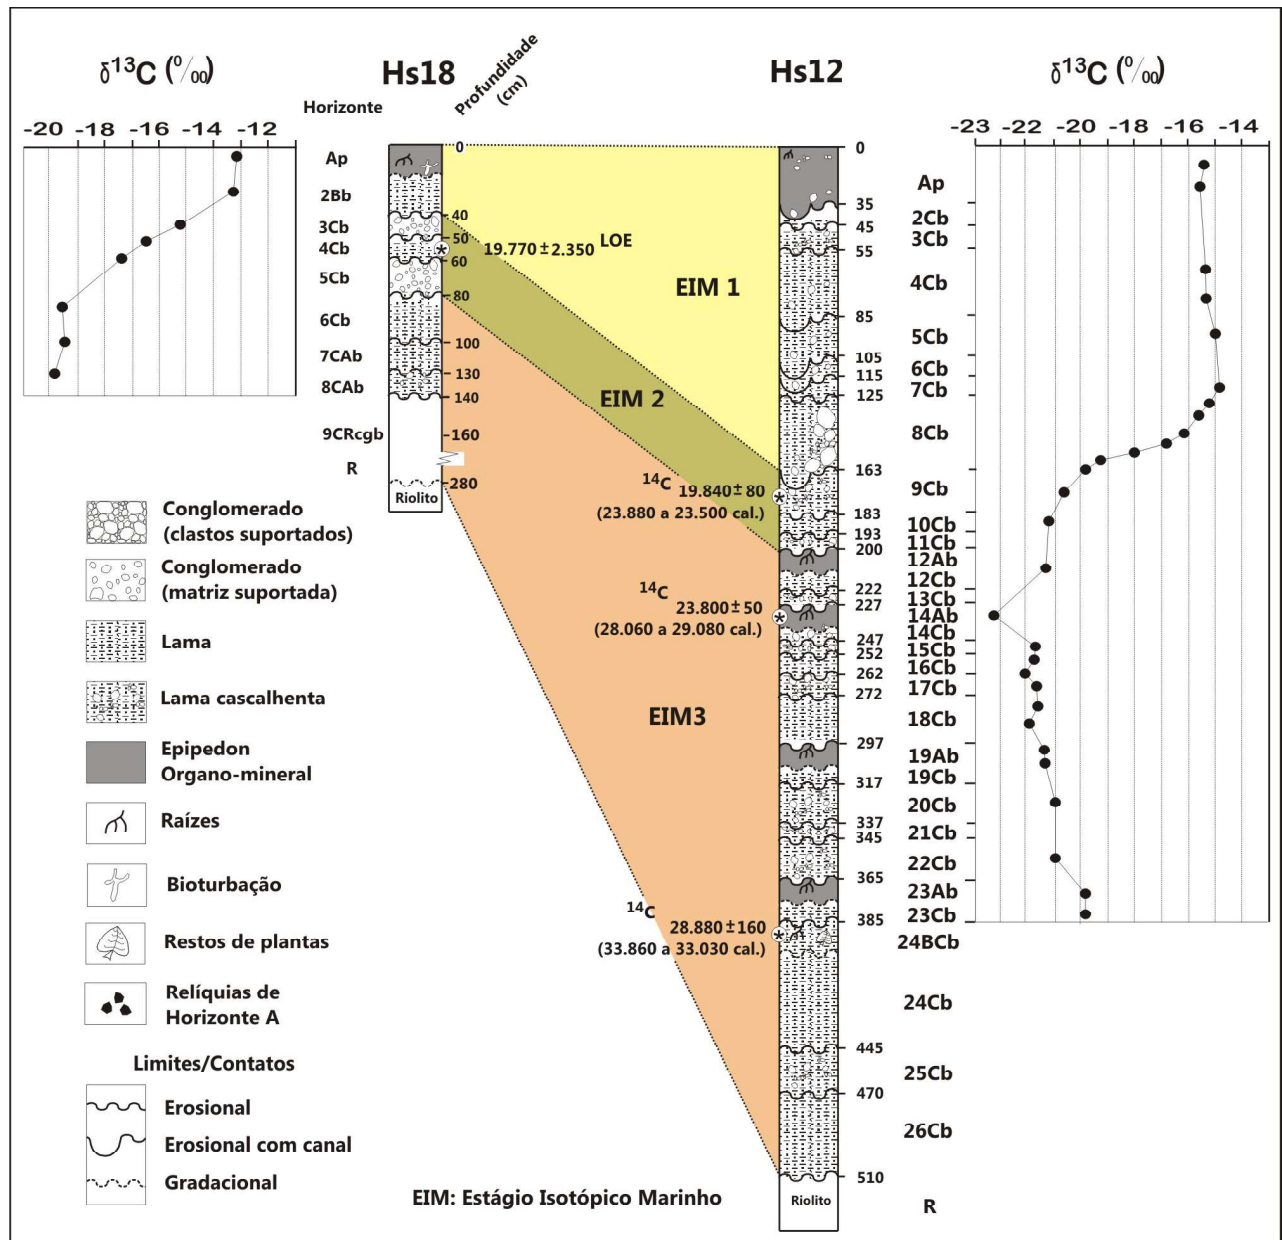 δ13C (0/00)
-20 -18 -16 -14 -12
Horizonte
Ap
2Bb
3Cb
4Cb
5Cb
6Cb
7CAb
8CAb
9CRcgb
R
Hs18
Profundidade
(cm)
0
40
50
60
80
100
130
140
160
280
Riolito
LOE
19.770±2.350
EIM 1
EIM 2
14C
19.840±80
(23.880 a 23.500 cal.)
14C
23.800±50
(28.060 a 29.080 cal.)
EIM3
14C
28.880±160
(33.860 a 33.030 cal.)
Hs12
0
35
45
55
85
105
115
125
163
183
193
200
222
227
247
252
262
272
297
317
337
345
365
385
445
470
510
Riolito
δ13C (0/00)
-23 -22 -20 -18 -16 -14
Ap
2Cb
3Cb
4Cb
5Cb
6Cb
7Cb
8Cb
9Cb
10Cb
11Cb
12Ab
12Cb
13Cb
14Ab
14Cb
15Cb
16Cb
17Cb
18Cb
19Ab
19Cb
20Cb
21Cb
22Cb
23Ab
23Cb
24BCb
24Cb
25Cb
26Cb
R
Conglomerado
(clastos suportados)
Conglomerado
(matriz suportada)
Lama
Lama cascalhenta
Epipedon
Organo-mineral
Raízes
Bioturbação
Restos de plantas
Relíquias de
Horizonte A
Limites/Contatos
Erosional
Erosional com canal
Gradacional
EIM: Estágio Isotópico Marinho